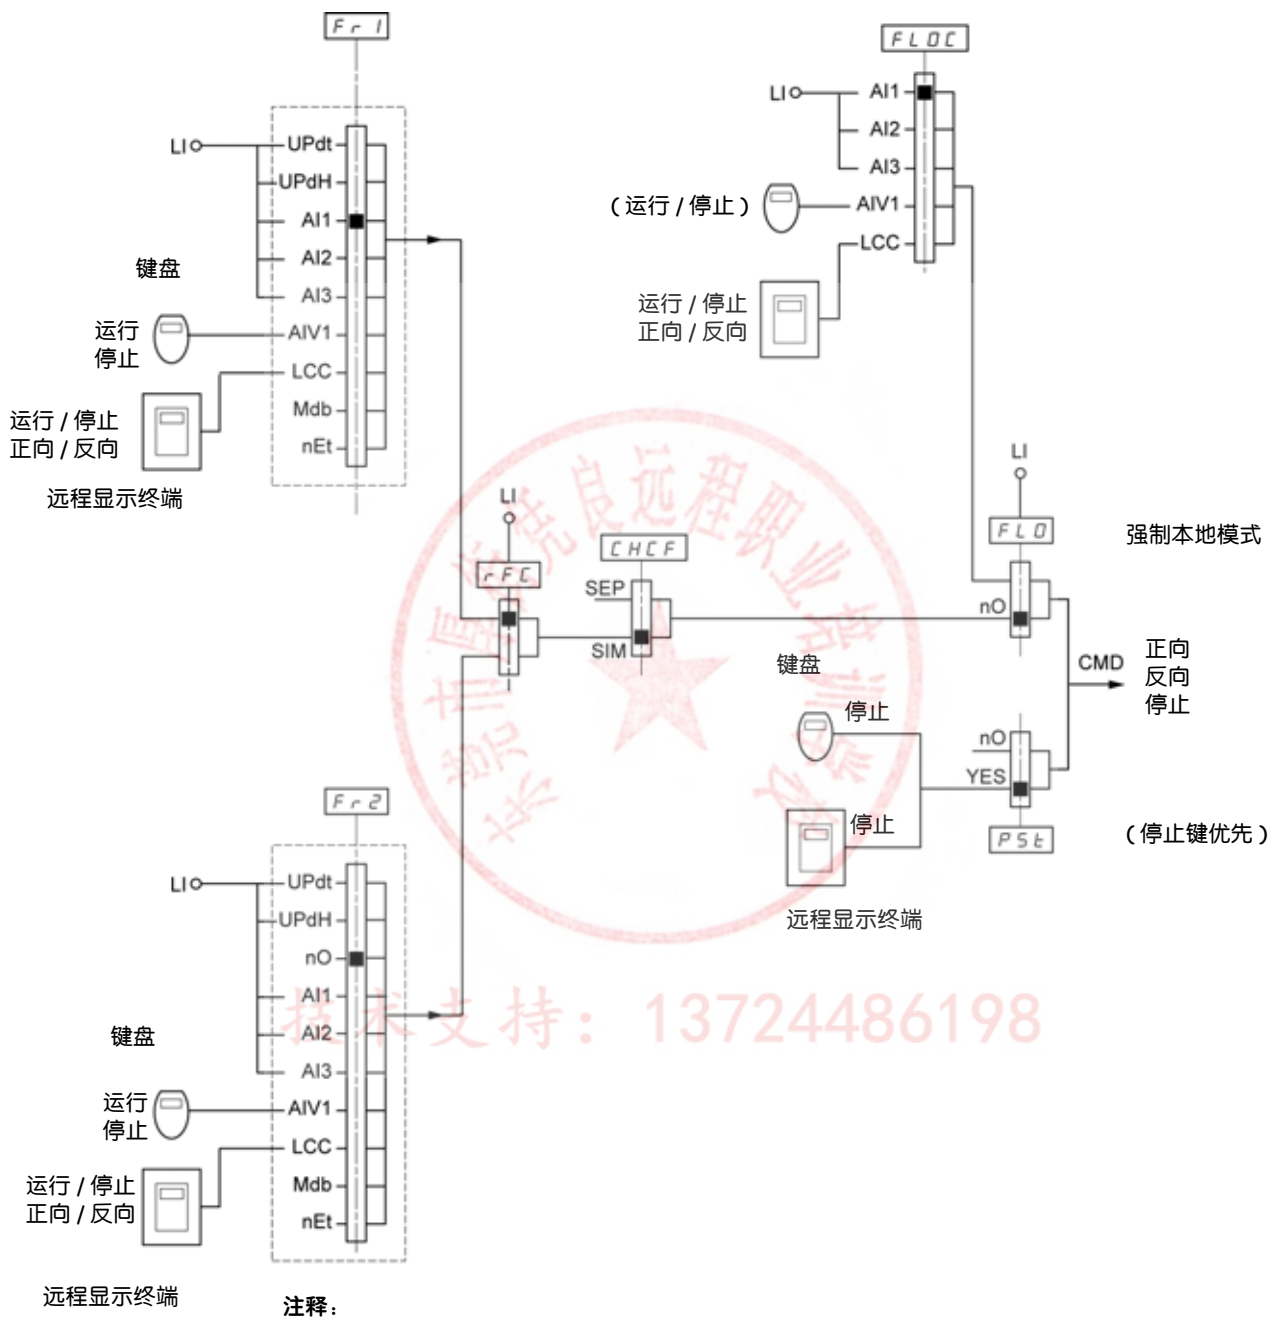 Fr1
LI
UPdt
UPdH
AI1
AI2
AI3
AIV1
LCC
Mdb
nEt
键盘
运行
停止
运行 / 停止
正向 / 反向
远程显示终端
FLOC
LI
AI1
AI2
AI3
AIV1
LCC
( 运行 / 停止 )
运行 / 停止
正向 / 反向
LI
rFC
CHCF
SEP
SIM
LI
FLO
nO
强制本地模式
CMD
正向
反向
停止
键盘
停止
停止
远程显示终端
nO
YES
PSt
( 停止键优先 )
Fr2
LI
UPdt
UPdH
nO
AI1
AI2
AI3
AIV1
LCC
Mdb
nEt
键盘
运行
停止
运行 / 停止
正向 / 反向
远程显示终端
注释：
技术支持：13724486198